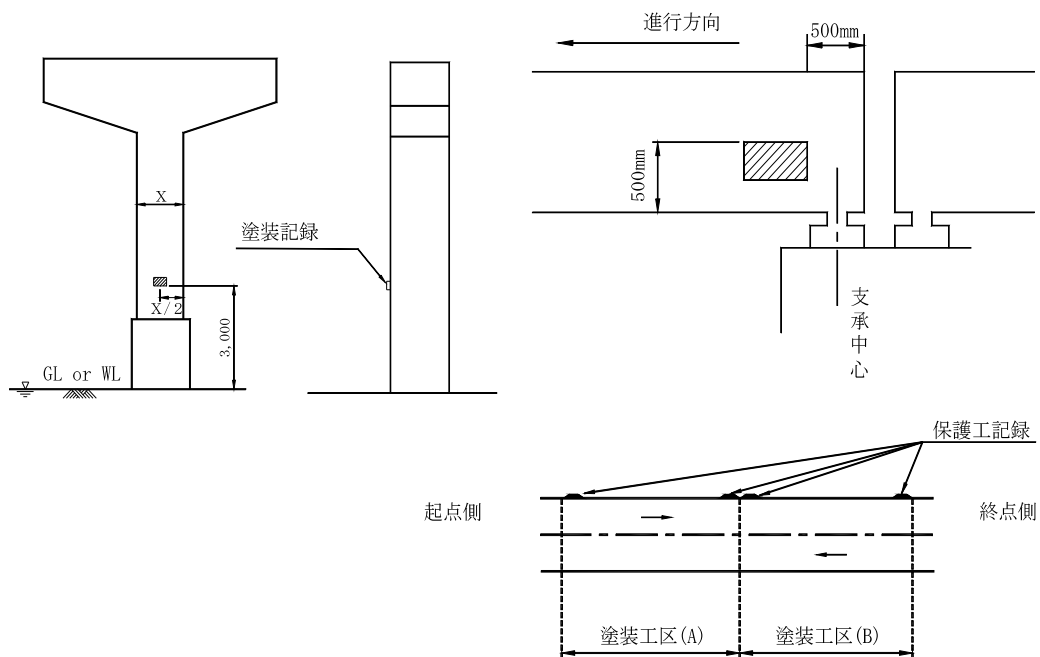 X
X/2
3,000
GL or WL
塗装記録
進行方向
500mm
500mm
支承中心
保護工記録
起点側
終点側
塗装工区(A)
塗装工区(B)